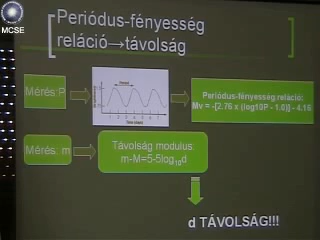 MCSE
Periódus-fényesség
reláció→távolság
Mérés P
Periódus-fényesség reláció:
Mv = -[2.76 x (log10P - 1.0)] - 4.16
Mérés: m
Távolság modulus:
m-M=5-5log10d
d TÁVOLSÁG!!!